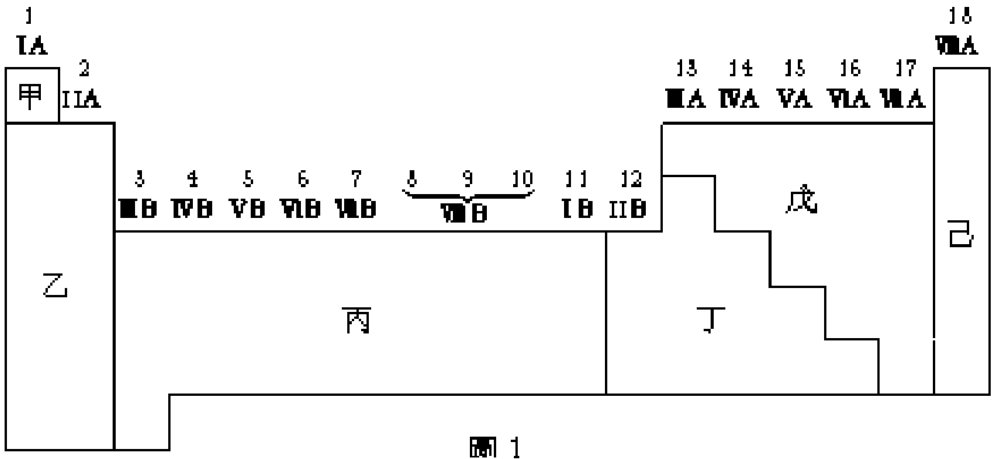 1 18
ⅠA ⅧA
2 13 14 15 16 17
甲 ⅡA ⅢA ⅣA ⅤA ⅥA ⅦA
3 4 5 6 7 8 9 10 11 12
ⅢB ⅣB ⅤB ⅥB ⅦB ⅧB ⅠB ⅡB
戊
己
乙
丙 丁
圖 1